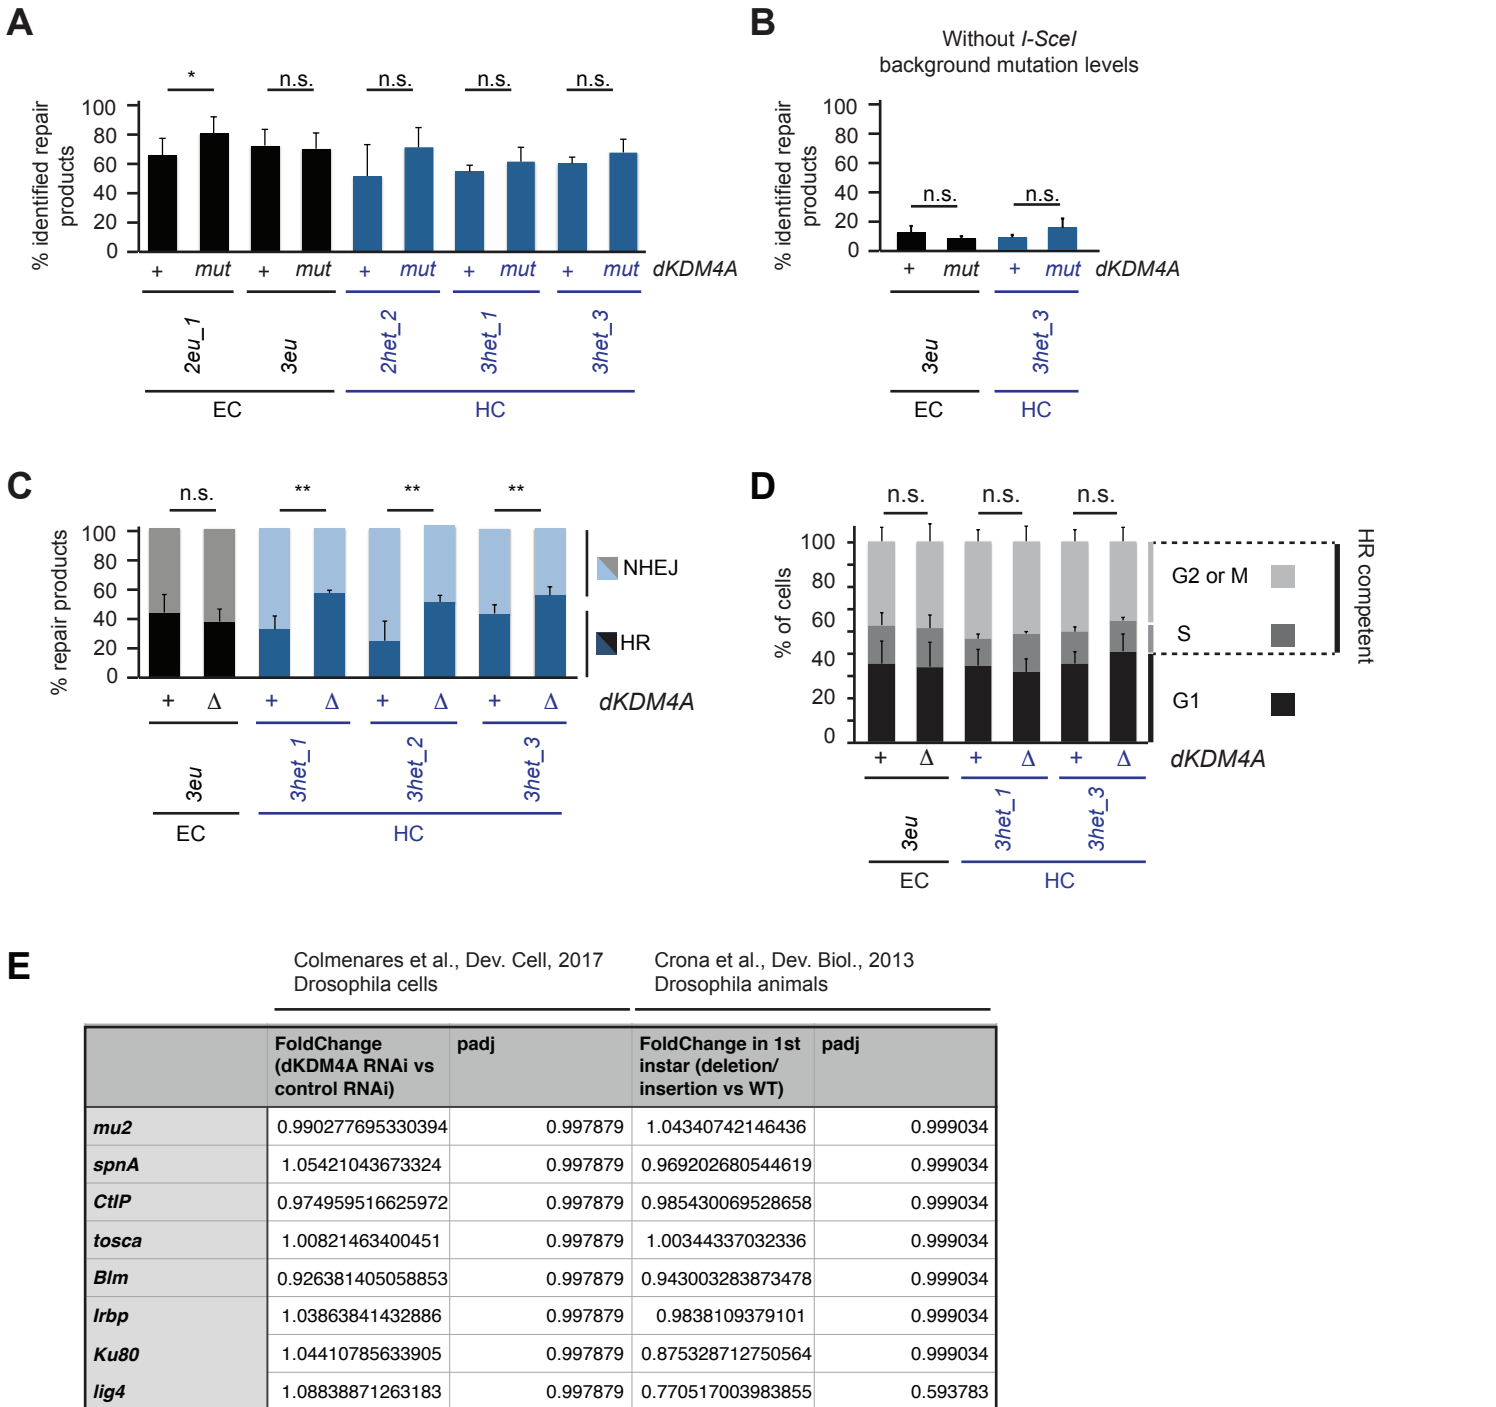 A
* n.s. n.s. n.s. n.s.
% identified repair
products
100
80
60
40
20
0
+ mut + mut + mut + mut + mut dKDM4A
2eu_1 3eu 2het_2 3het_1 3het_3
EC HC
B
Without I-SceI
background mutation levels
% identified repair
products
100
80
60
40
20
0
n.s. n.s.
+ mut + mut dKDM4A
3eu 3het_3
EC HC
C
n.s. ** ** **
% repair products
100
80
60
40
20
0
NHEJ
HR
+ Δ + Δ + Δ + Δ dKDM4A
3eu 3het_1 3het_2 3het_3
EC HC
D
n.s. n.s. n.s.
% of cells
100
80
60
40
20
0
G2 or M
S
G1
HR competent
+ Δ + Δ + Δ dKDM4A
3eu 3het_1 3het_3
EC HC
E
Colmenares et al., Dev. Cell, 2017
Drosophila cells
Crona et al., Dev. Biol., 2013
Drosophila animals
FoldChange
(dKDM4A RNAi vs
control RNAi)
padj
FoldChange in 1st
instar (deletion/
insertion vs WT)
padj
mu2 0.990277695330394 0.997879 1.04340742146436 0.999034
spnA 1.05421043673324 0.997879 0.969202680544619 0.999034
CtIP 0.974959516625972 0.997879 0.985430069528658 0.999034
tosca 1.00821463400451 0.997879 1.00344337032336 0.999034
Blm 0.926381405058853 0.997879 0.943003283873478 0.999034
Irbp 1.03863841432886 0.997879 0.9838109379101 0.999034
Ku80 1.04410785633905 0.997879 0.875328712750564 0.999034
lig4 1.08838871263183 0.997879 0.770517003983855 0.593783